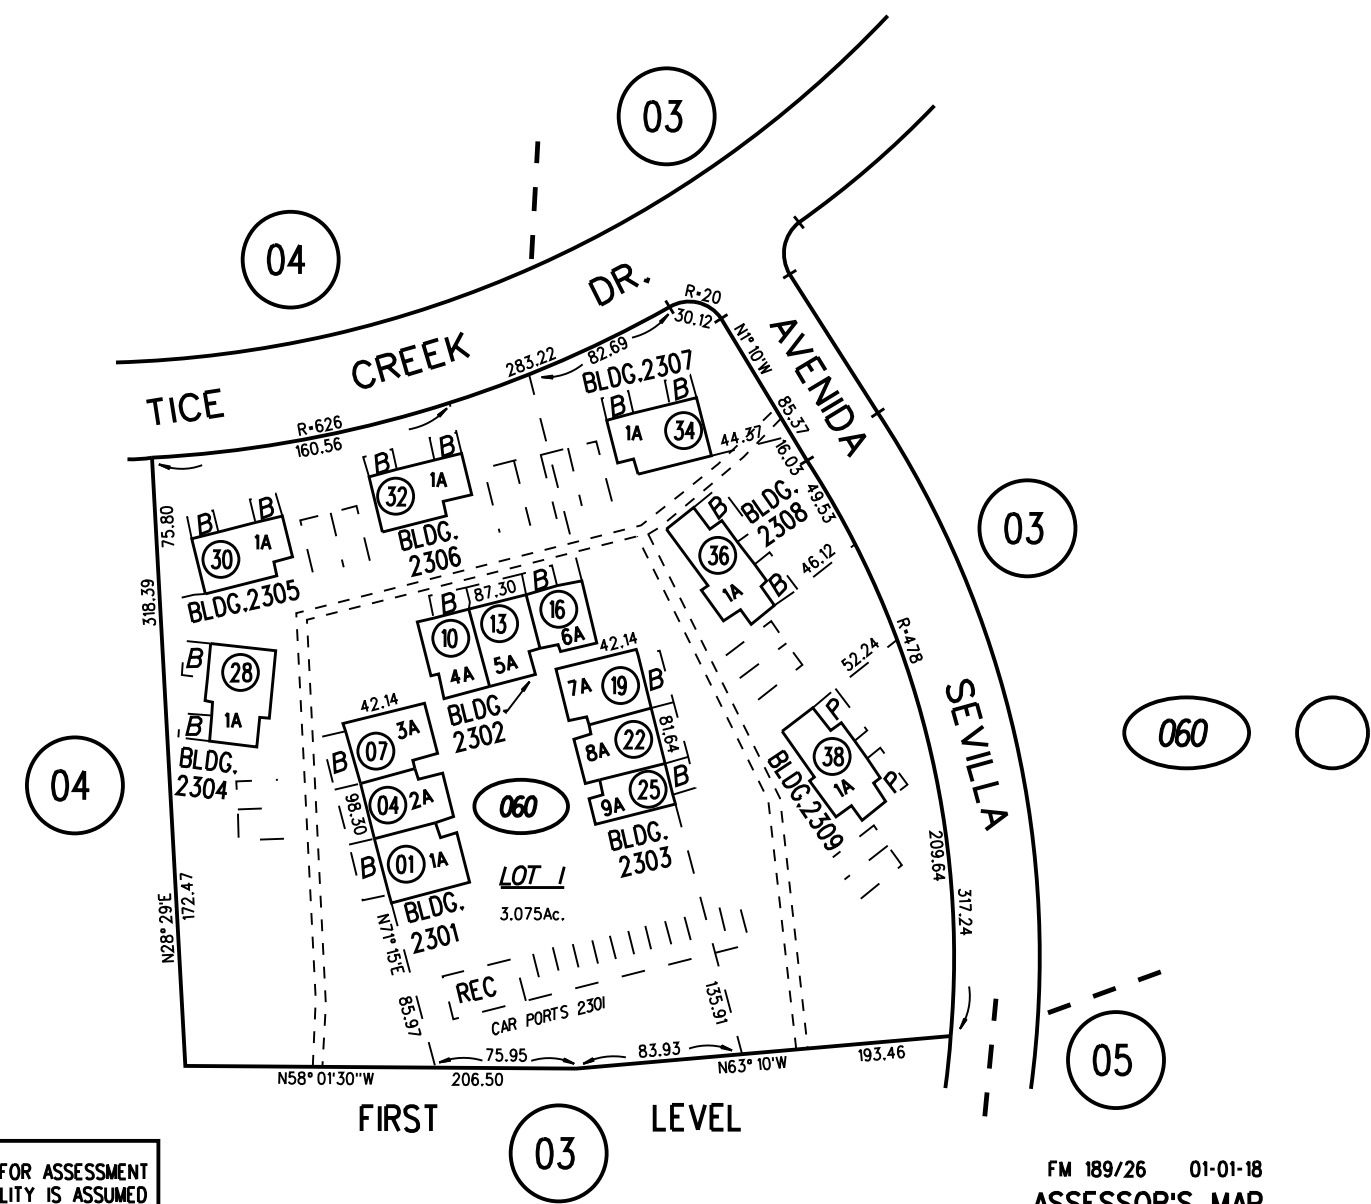 03
04
TICE CREEK DR.
R=20
30.12
N1° 10'W
AVENIDA
283.22
82.69
BLDG.2307
B
B
1A
34
44.37
85.37
16.03
49.53
R=626
160.56
B
B
32
1A
BLDG.
2306
75.80
B
B
30
1A
BLDG.2305
318.39
BLDG.
2308
B
36
1A
B
46.12
03
R=478
52.24
SEVILLA
87.30
B
B
10
13
16
4A
5A
6A
BLDG.
2302
42.14
7A
19
B
8A
22
81.64
9A
25
B
BLDG.
2303
B
28
1A
B
BLDG.
2304
42.14
3A
07
B
04
2A
98.30
01
1A
B
BLDG.
2301
060
LOT 1
3.075Ac.
P
38
1A
P
BLDG.2309
060
04
209.64
317.24
N28° 29'E
172.47
N71° 15'E
85.97
REC
CAR PORTS 2301
135.91
75.95
83.93
N58° 01'30"W
206.50
N63° 10'W
193.46
05
FIRST LEVEL
03
FOR ASSESSMENT
LITY IS ASSUMED
FM 189/26 01-01-18
ASSESSOR'S MAP